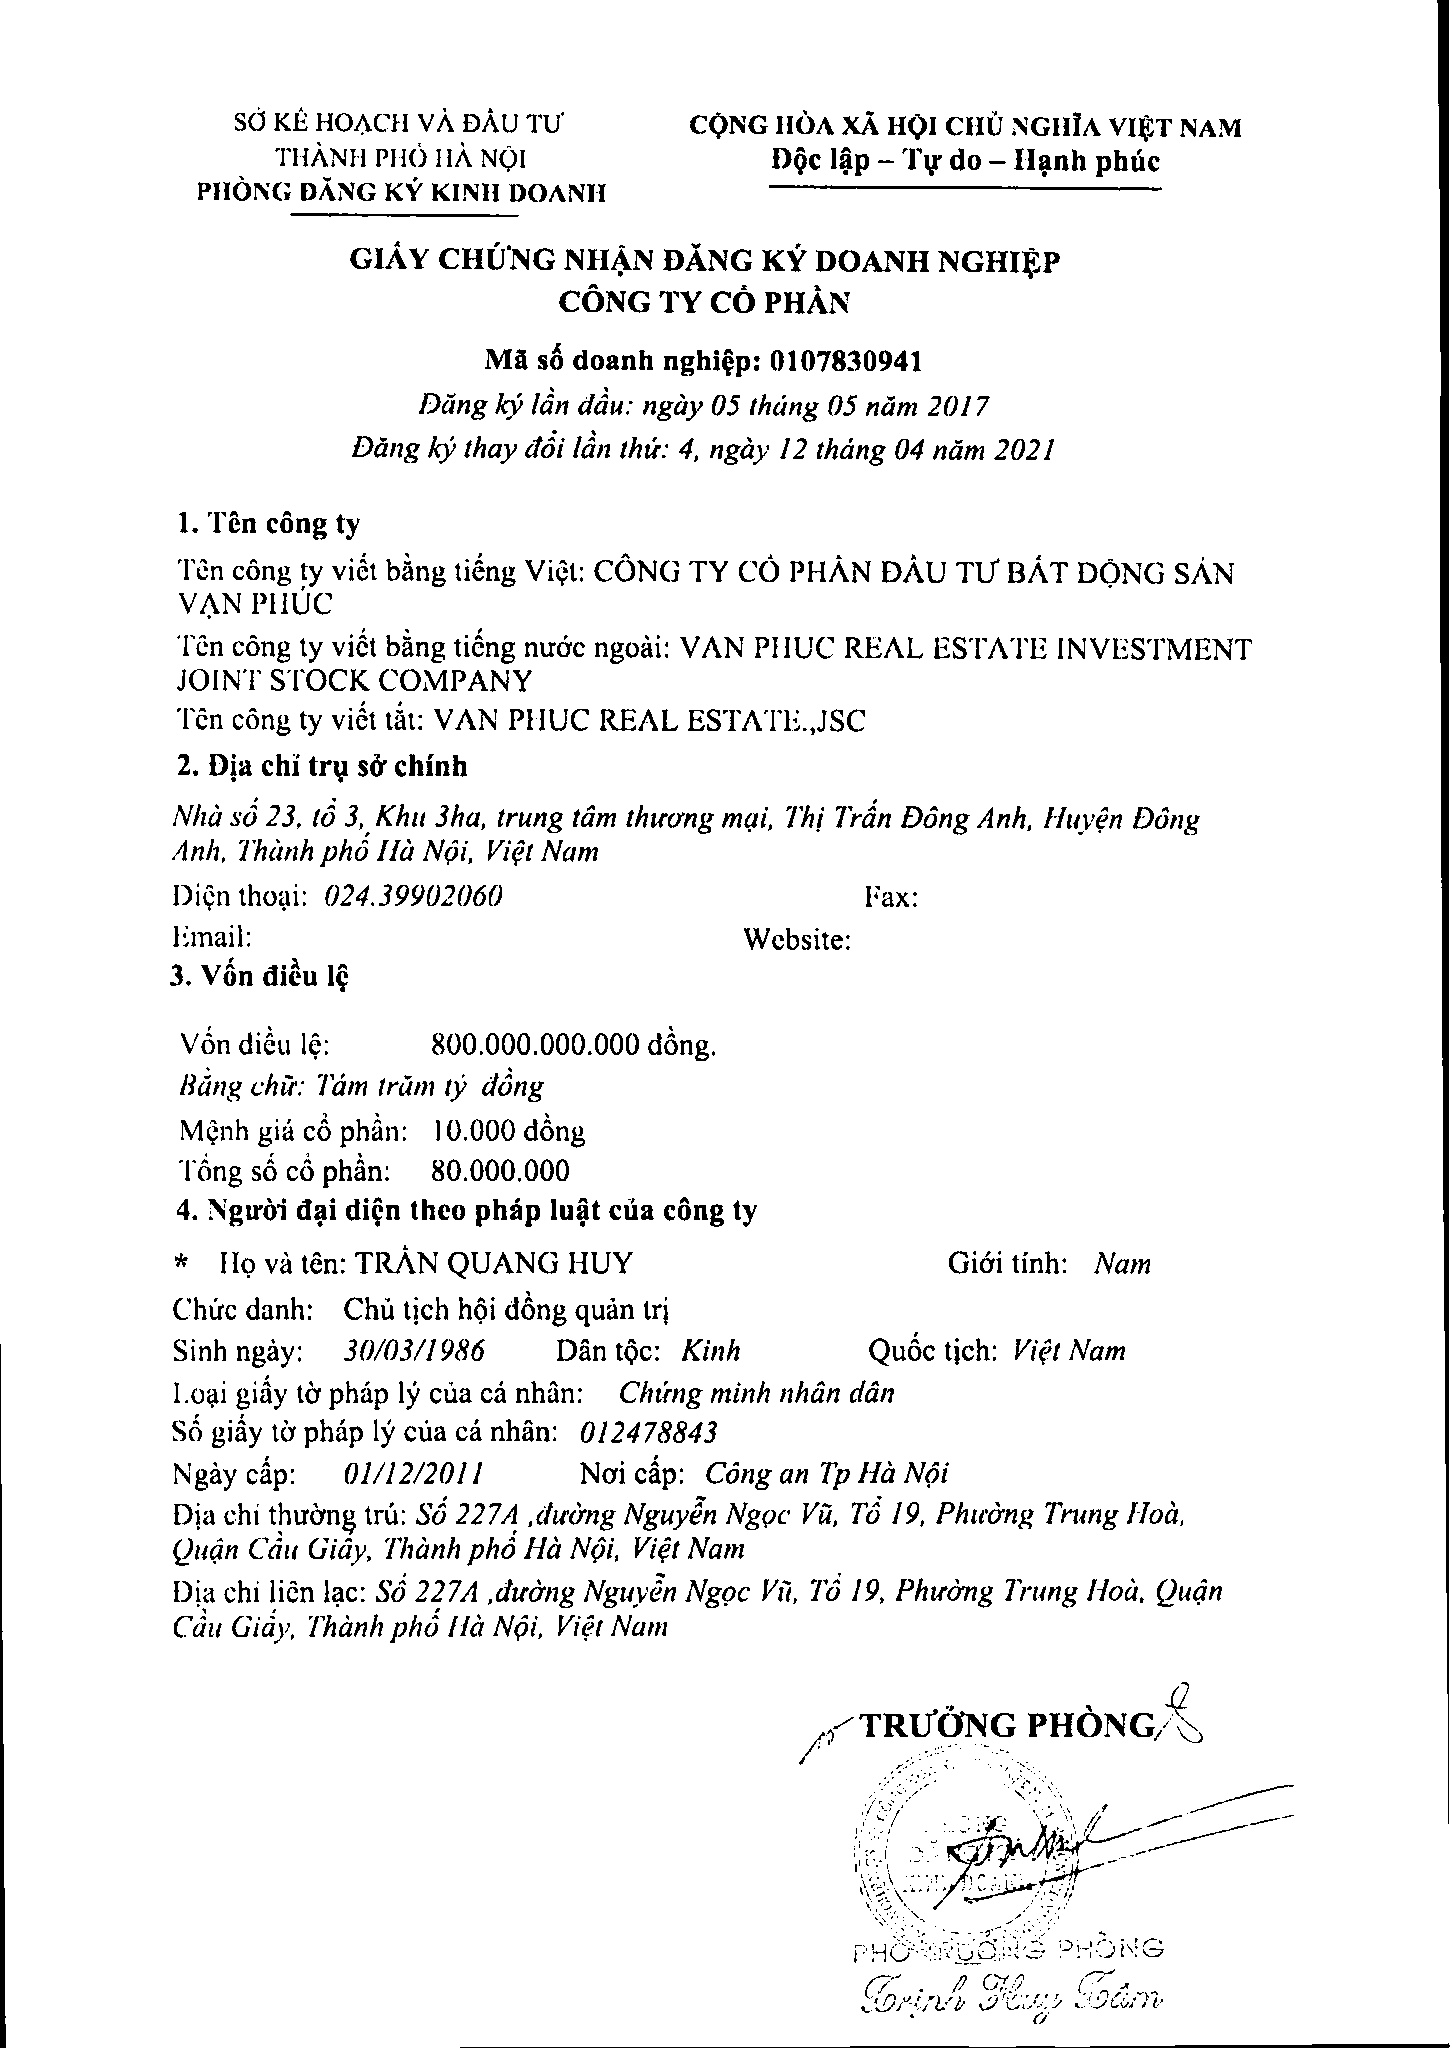 SỞ KẾ HOẠCH VÀ ĐẦU TƯ
THÀNH PHỐ HÀ NỘI
PHÒNG ĐĂNG KÝ KINH DOANH
CỘNG HÒA XÃ HỘI CHỦ NGHĨA VIỆT NAM
Độc lập – Tự do – Hạnh phúc
GIẤY CHỨNG NHẬN ĐĂNG KÝ DOANH NGHIỆP
CÔNG TY CỔ PHẦN
Mã số doanh nghiệp: 0107830941
Đăng ký lần đầu: ngày 05 tháng 05 năm 2017
Đăng ký thay đổi lần thứ: 4, ngày 12 tháng 04 năm 2021
1. Tên công ty
Tên công ty viết bằng tiếng Việt: CÔNG TY CỔ PHẦN ĐẦU TƯ BẤT ĐỘNG SẢN
VẠN PHÚC
Tên công ty viết bằng tiếng nước ngoài: VAN PHUC REAL ESTATE INVESTMENT
JOINT STOCK COMPANY
Tên công ty viết tắt: VAN PHUC REAL ESTATE.,JSC
2. Địa chỉ trụ sở chính
Nhà số 23, tổ 3, Khu 3ha, trung tâm thương mại, Thị Trấn Đông Anh, Huyện Đông
Anh, Thành phố Hà Nội, Việt Nam
Điện thoại: 024.39902060 Fax:
Email: Website:
3. Vốn điều lệ
Vốn điều lệ: 800.000.000.000 đồng.
Bằng chữ: Tám trăm tỷ đồng
Mệnh giá cổ phần: 10.000 đồng
Tổng số cổ phần: 80.000.000
4. Người đại diện theo pháp luật của công ty
* Họ và tên: TRẦN QUANG HUY Giới tính: Nam
Chức danh: Chủ tịch hội đồng quản trị
Sinh ngày: 30/03/1986 Dân tộc: Kinh Quốc tịch: Việt Nam
Loại giấy tờ pháp lý của cá nhân: Chứng minh nhân dân
Số giấy tờ pháp lý của cá nhân: 012478843
Ngày cấp: 01/12/2011 Nơi cấp: Công an Tp Hà Nội
Địa chỉ thường trú: Số 227A ,đường Nguyễn Ngọc Vũ, Tổ 19, Phường Trung Hoà,
Quận Cầu Giấy, Thành phố Hà Nội, Việt Nam
Địa chỉ liên lạc: Số 227A ,đường Nguyễn Ngọc Vũ, Tổ 19, Phường Trung Hoà, Quận
Cầu Giấy, Thành phố Hà Nội, Việt Nam
TRƯỞNG PHÒNG
PHÓ TRƯỞNG PHÒNG
Trịnh Huy Tâm